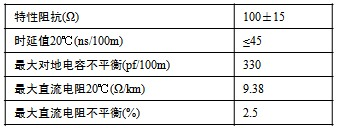 特性阻抗(Ω) 100±15
时延值20℃(ns/100m) ≤45
最大对地电容不平衡(pf/100m) 330
最大直流电阻20℃(Ω/km) 9.38
最大直流电阻不平衡(%) 2.5